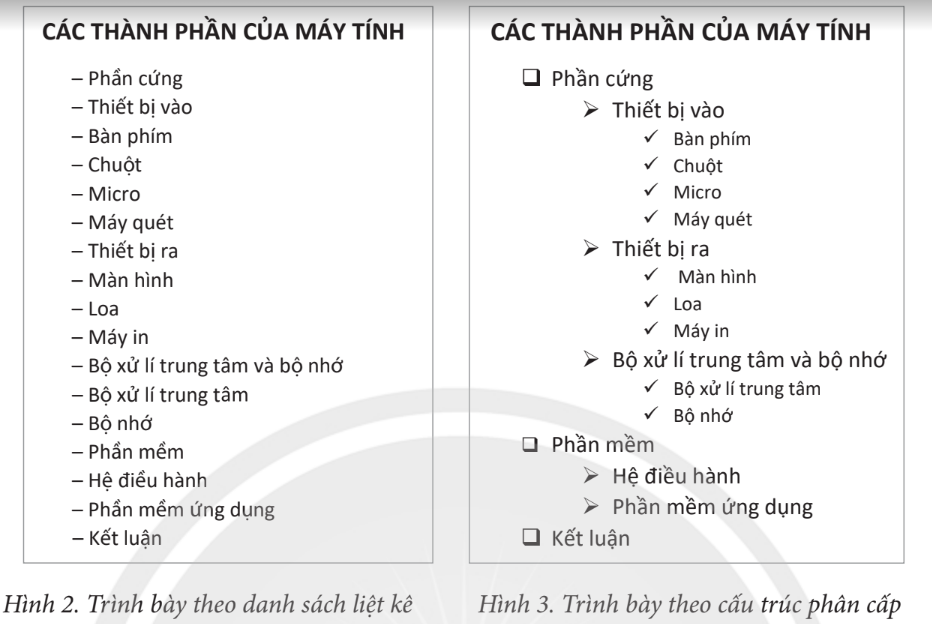 CÁC THÀNH PHẦN CỦA MÁY TÍNH
– Phần cứng
– Thiết bị vào
– Bàn phím
– Chuột
– Micro
– Máy quét
– Thiết bị ra
– Màn hình
– Loa
– Máy in
– Bộ xử lí trung tâm và bộ nhớ
– Bộ xử lí trung tâm
– Bộ nhớ
– Phần mềm
– Hệ điều hành
– Phần mềm ứng dụng
– Kết luận
Hình 2. Trình bày theo danh sách liệt kê
CÁC THÀNH PHẦN CỦA MÁY TÍNH
❑ Phần cứng
➢ Thiết bị vào
✓ Bàn phím
✓ Chuột
✓ Micro
✓ Máy quét
➢ Thiết bị ra
✓ Màn hình
✓ Loa
✓ Máy in
➢ Bộ xử lí trung tâm và bộ nhớ
✓ Bộ xử lí trung tâm
✓ Bộ nhớ
❑ Phần mềm
➢ Hệ điều hành
➢ Phần mềm ứng dụng
❑ Kết luận
Hình 3. Trình bày theo cấu trúc phân cấp